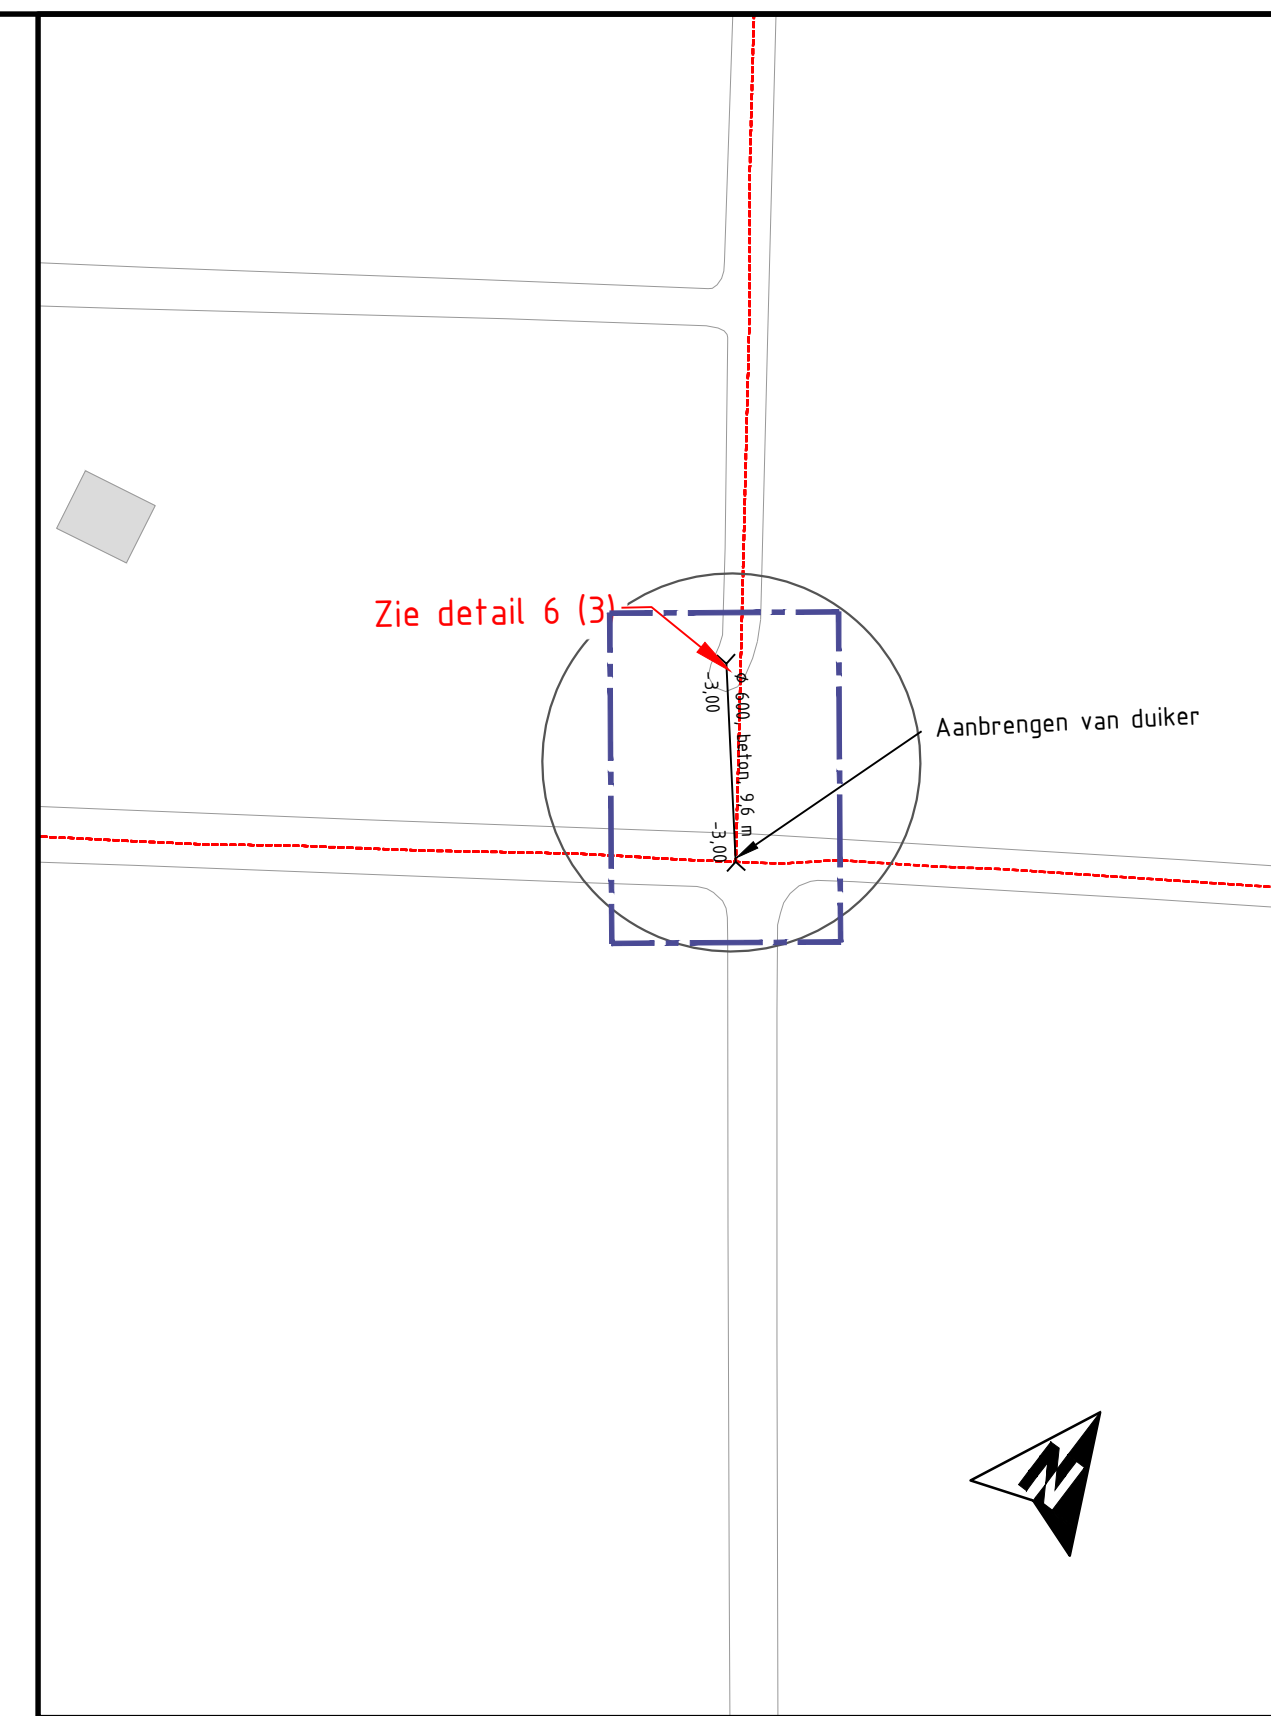 Zie detail 6 (3)
-3,00
Ø 600, beton, 9,6 m
Aanbrengen van duiker
-3,00
N